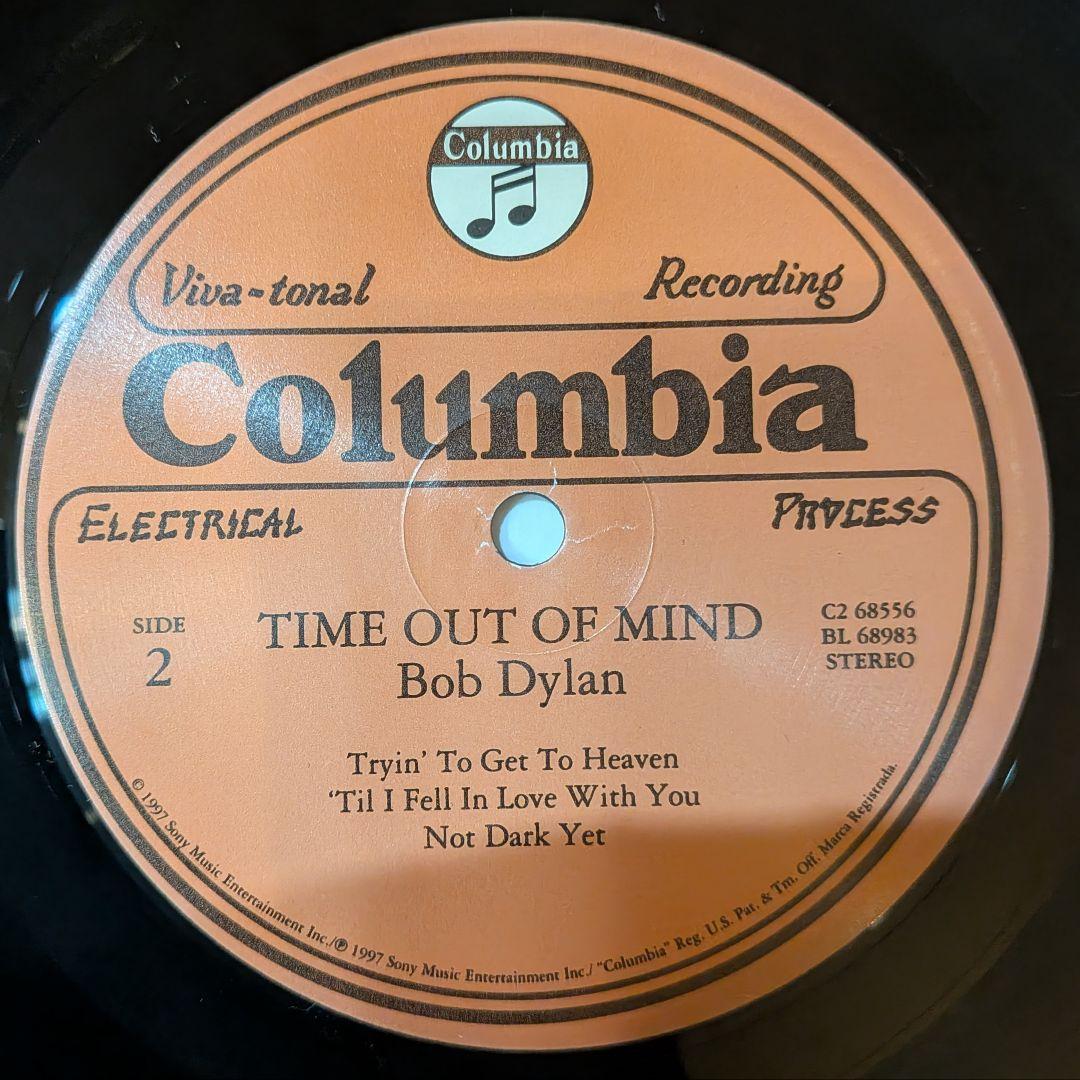 Columbia
Viva-tonal Recording
Columbia
ELECTRICAL PROCESS
SIDE
2
TIME OUT OF MIND
Bob Dylan
C2 68556
BL 68983
STEREO
Tryin' To Get To Heaven
'Til I Fell In Love With You
Not Dark Yet
© 1997 Sony Music Entertainment Inc./℗ 1997 Sony Music Entertainment Inc./ "Columbia" Reg. U.S. Pat. & Tm. Off. Marca Registrada.